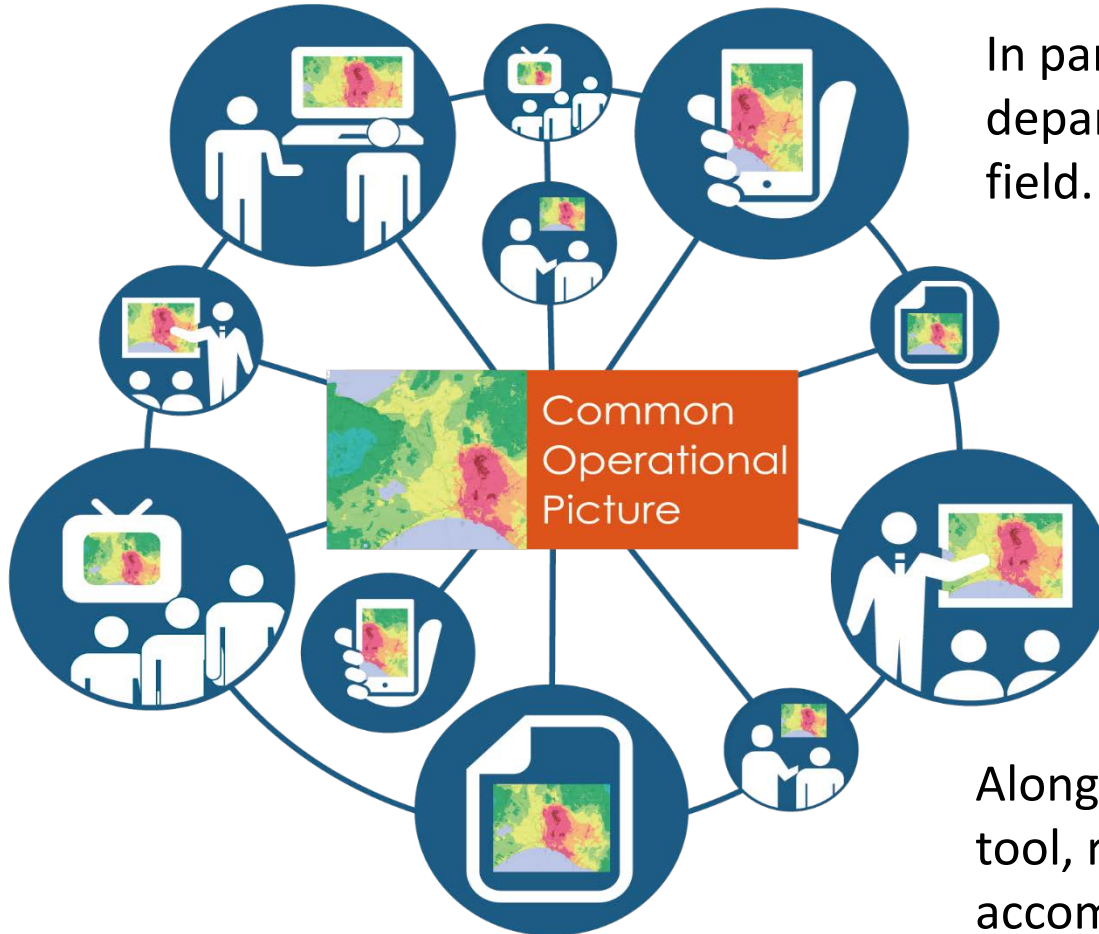 In par
depar
field.
Common
Operational
Picture
Along
tool, r
accom